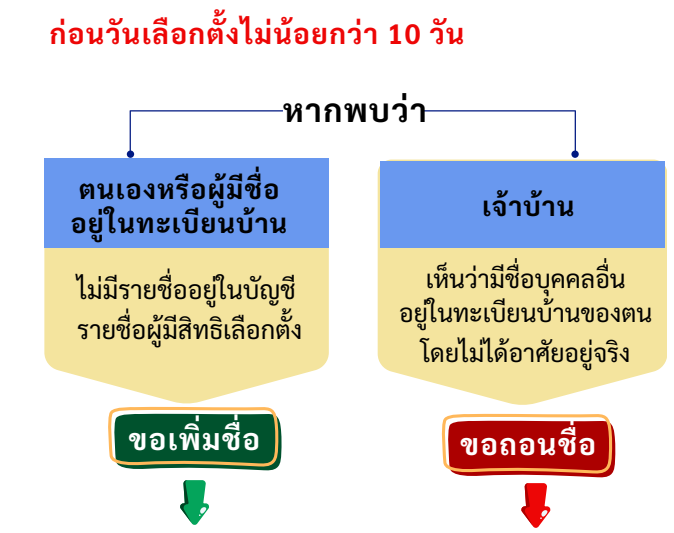 ก่อนวันเลือกตั้งไม่น้อยกว่า 10 วัน
หากพบว่า
ตนเองหรือผู้มีชื่อ
อยู่ในทะเบียนบ้าน
ไม่มีรายชื่ออยู่ในบัญชี
รายชื่อผู้มีสิทธิเลือกตั้ง
ขอเพิ่มชื่อ
เจ้าบ้าน
เห็นว่ามีชื่อบุคคลอื่น
อยู่ในทะเบียนบ้านของตน
โดยไม่ได้อาศัยอยู่จริง
ขอถอนชื่อ